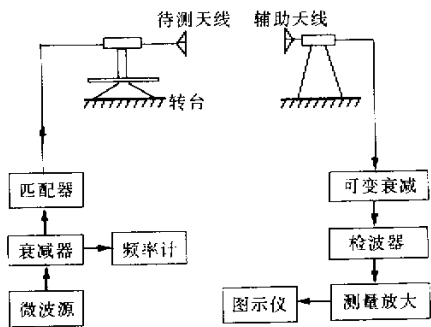 待测天线
辅助天线
转台
匹配器
衰减器
频率计
微波源
可变衰减
检波器
图示仪
测量放大